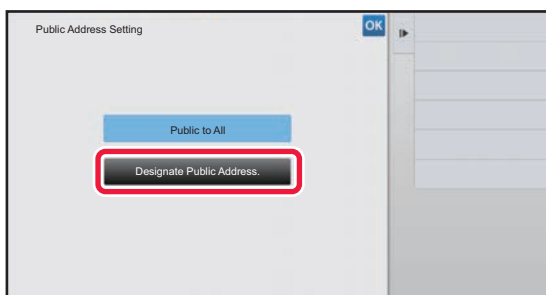 Public Address Setting
OK
Public to All
Designate Public Address.